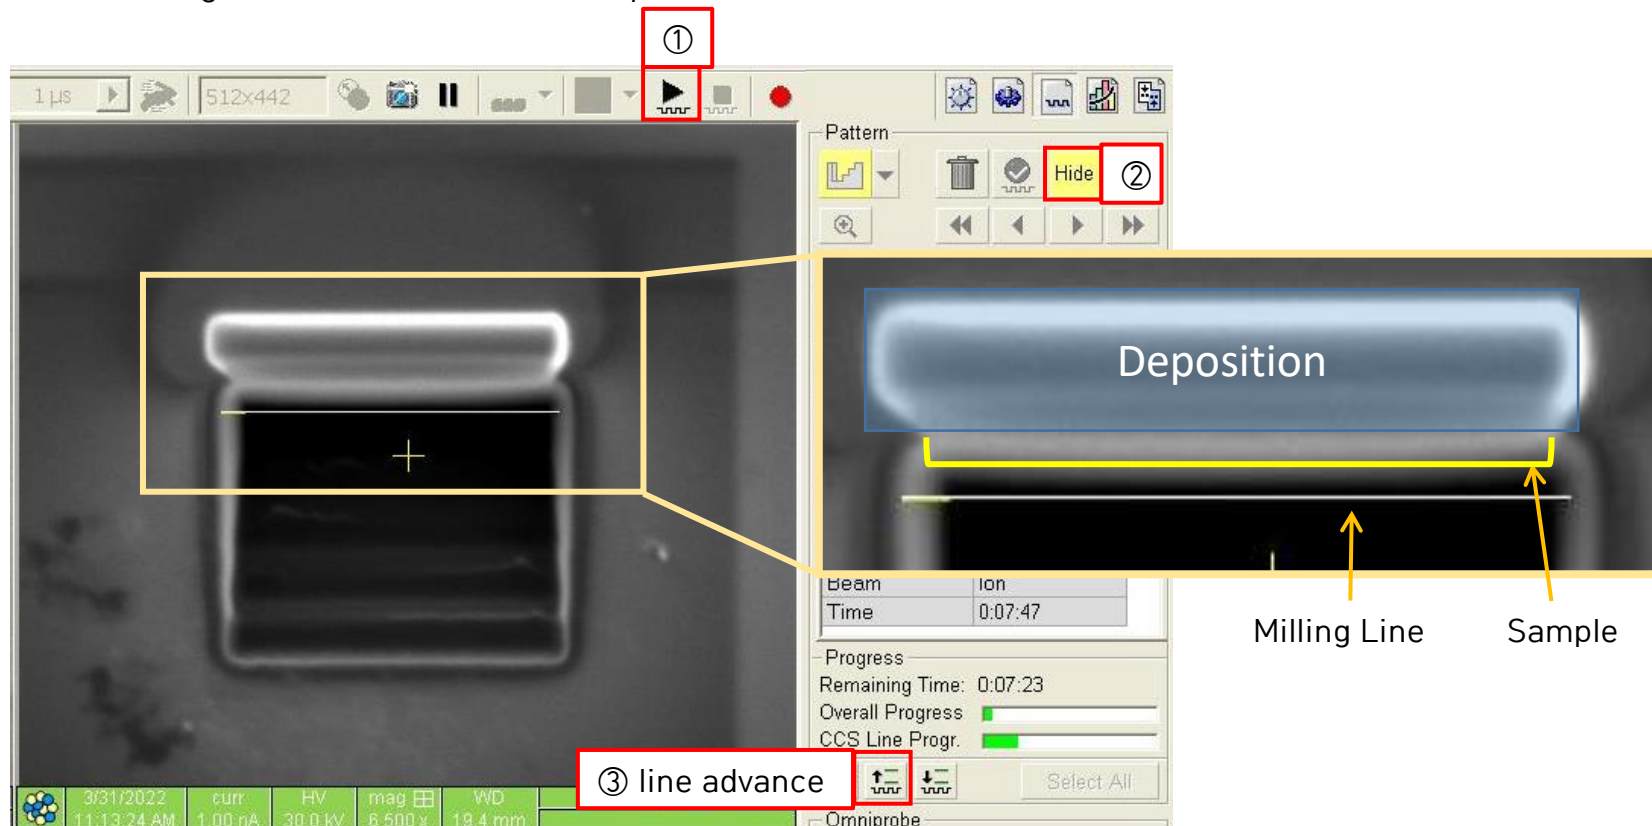 ①
1 µs
512x442
Pattern
Hide
②
Deposition
Beam Ion
Time 0:07:47
Milling Line
Sample
Progress
Remaining Time: 0:07:23
Overall Progress
CCS Line Progr.
③ line advance
Select All
3/31/2022 curr HV mag WD
11:13:24 AM 1.00 nA 30.0 kV 6 500 x 19.4 mm
Omniprobe